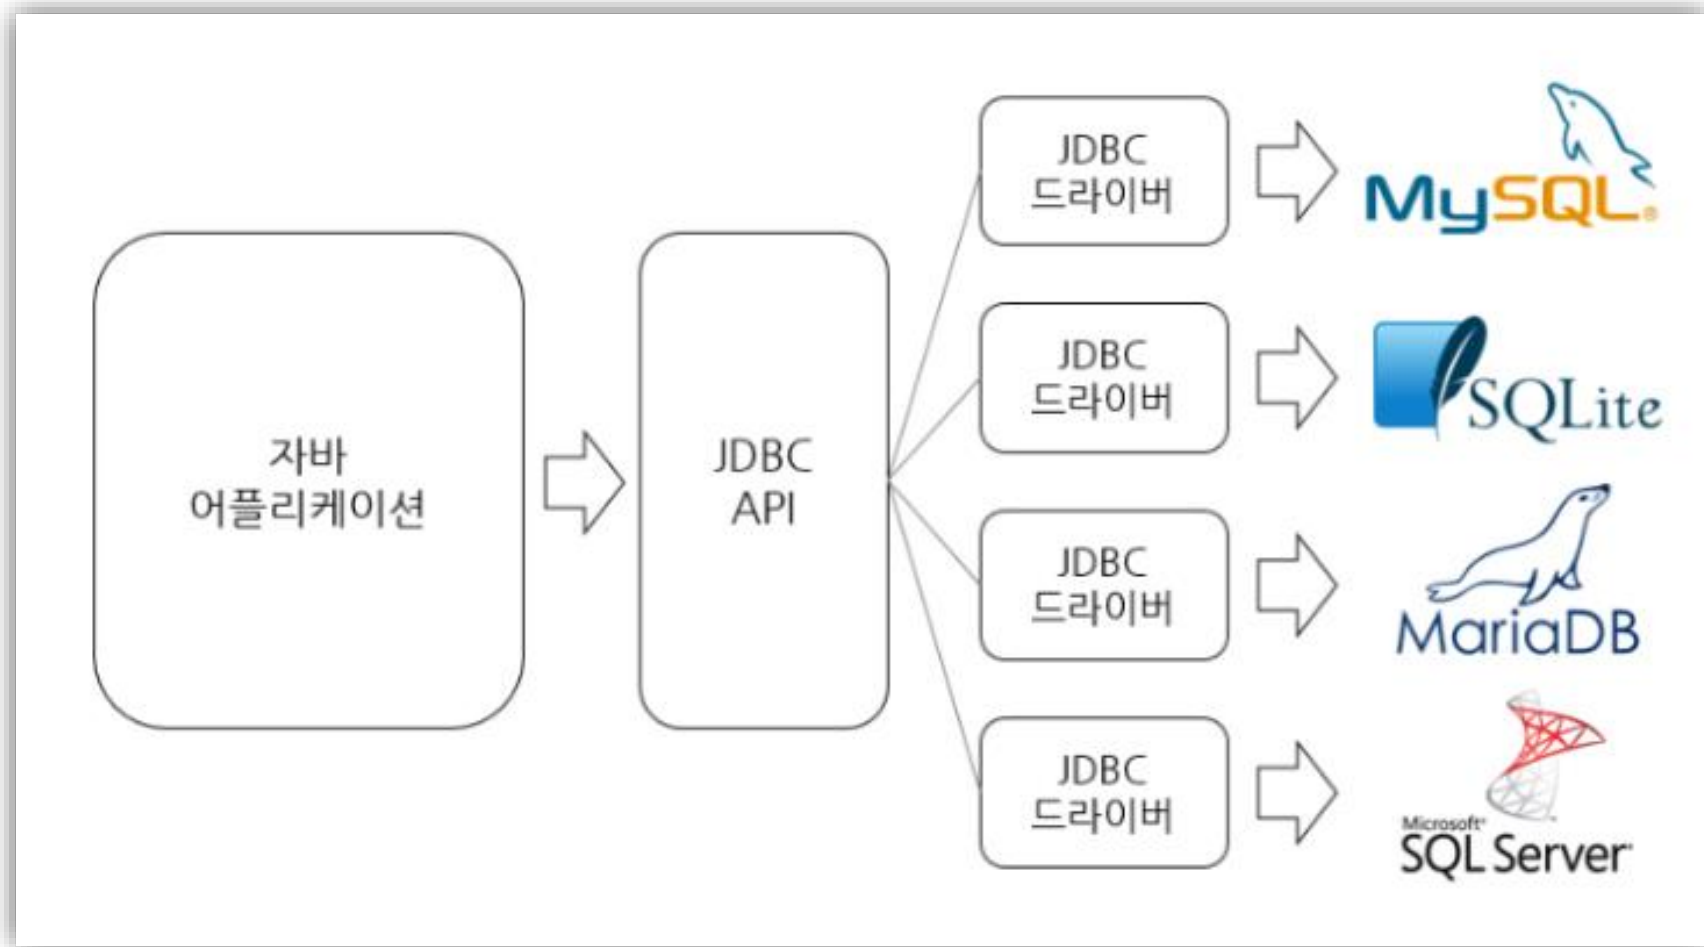 자바
어플리케이션
JDBC
API
JDBC
드라이버
MySQL®
JDBC
드라이버
SQLite
JDBC
드라이버
MariaDB
JDBC
드라이버
Microsoft®
SQL Server